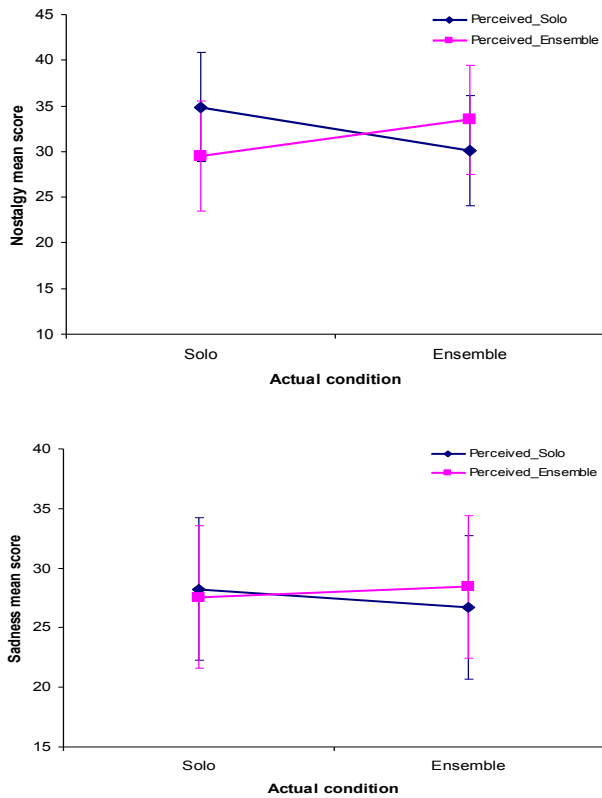 45
40
35
30
25
20
15
10
Nostalgy mean score
Perceived_Solo
Perceived_Ensemble
Solo Ensemble
Actual condition
40
35
30
25
20
15
Sadness mean score
Perceived_Solo
Perceived_Ensemble
Solo Ensemble
Actual condition